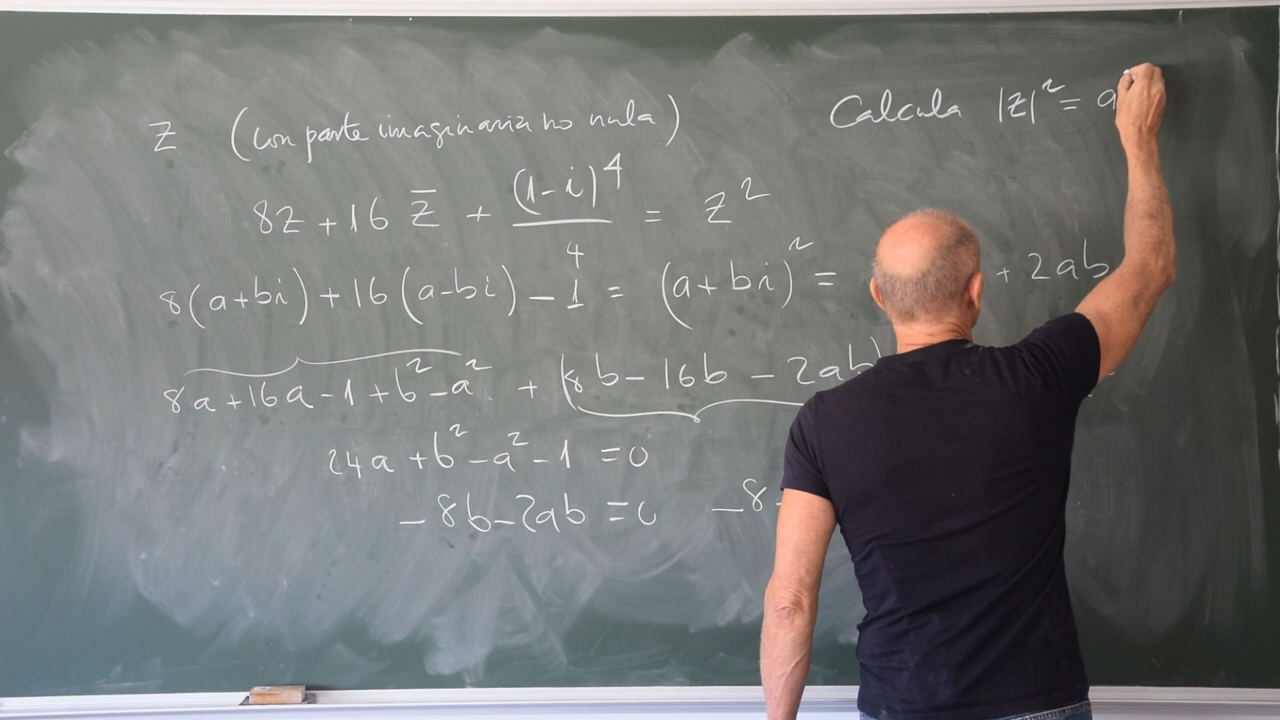 z (con parte imaginaria no nula)
Calcula |z|² = a
8z + 16 z̄ + (1-i)⁴/4 = z²
8(a+bi) + 16(a-bi) - 1 = (a+bi)² = + 2ab
8a+16a-1+b²-a² + (8b-16b-2ab)
24a+b²-a²-1=0
-8b-2ab=0 -8-